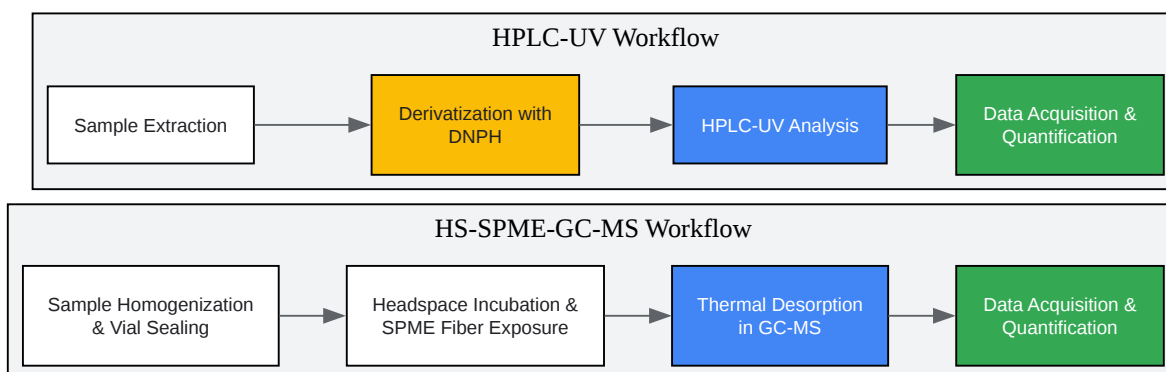 HPLC-UV Workflow
Sample Extraction
Derivatization with
DNPH
HPLC-UV Analysis
Data Acquisition &
Quantification
HS-SPME-GC-MS Workflow
Sample Homogenization
& Vial Sealing
Headspace Incubation &
SPME Fiber Exposure
Thermal Desorption
in GC-MS
Data Acquisition &
Quantification